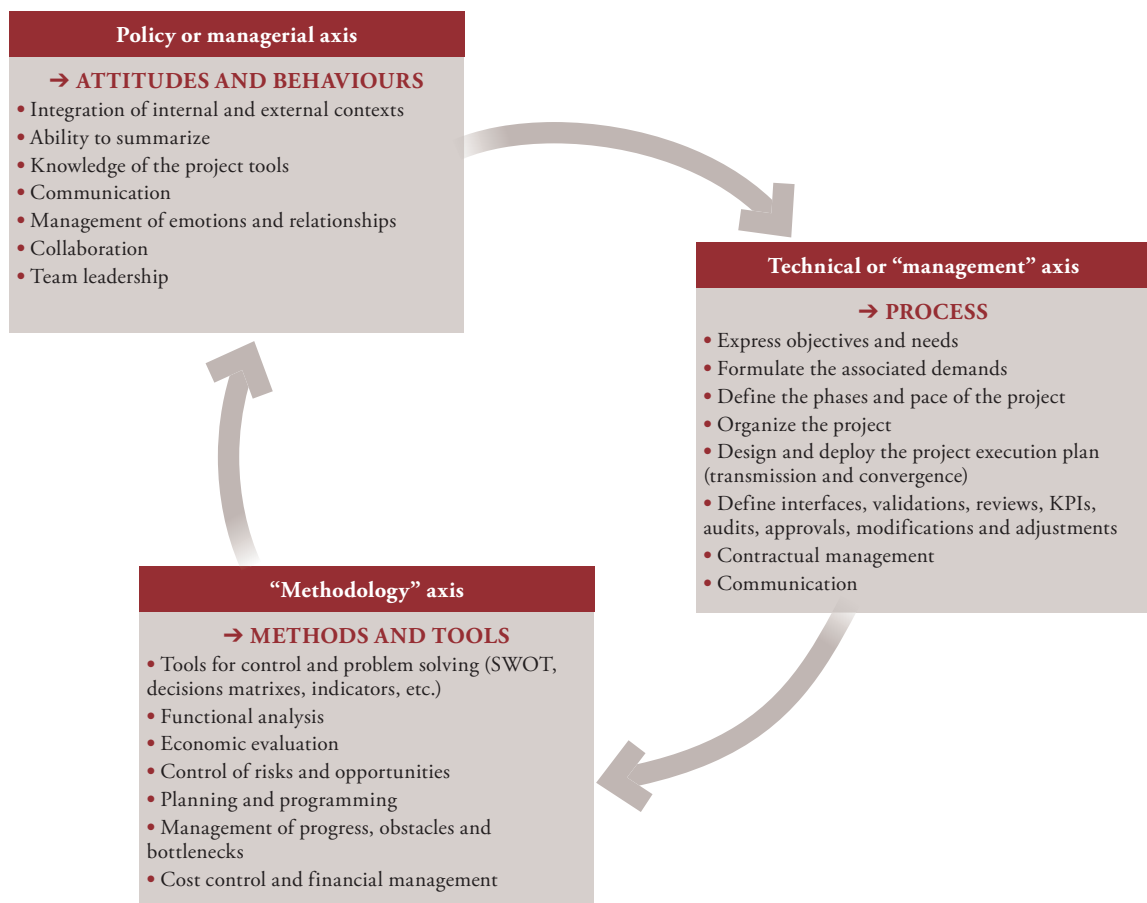 Policy or managerial axis
➔ ATTITUDES AND BEHAVIOURS
• Integration of internal and external contexts
• Ability to summarize
• Knowledge of the project tools
• Communication
• Management of emotions and relationships
• Collaboration
• Team leadership
Technical or “management” axis
➔ PROCESS
• Express objectives and needs
• Formulate the associated demands
• Define the phases and pace of the project
• Organize the project
• Design and deploy the project execution plan
(transmission and convergence)
• Define interfaces, validations, reviews, KPIs,
audits, approvals, modifications and adjustments
• Contractual management
• Communication
“Methodology” axis
➔ METHODS AND TOOLS
• Tools for control and problem solving (SWOT,
decisions matrixes, indicators, etc.)
• Functional analysis
• Economic evaluation
• Control of risks and opportunities
• Planning and programming
• Management of progress, obstacles and
bottlenecks
• Cost control and financial management